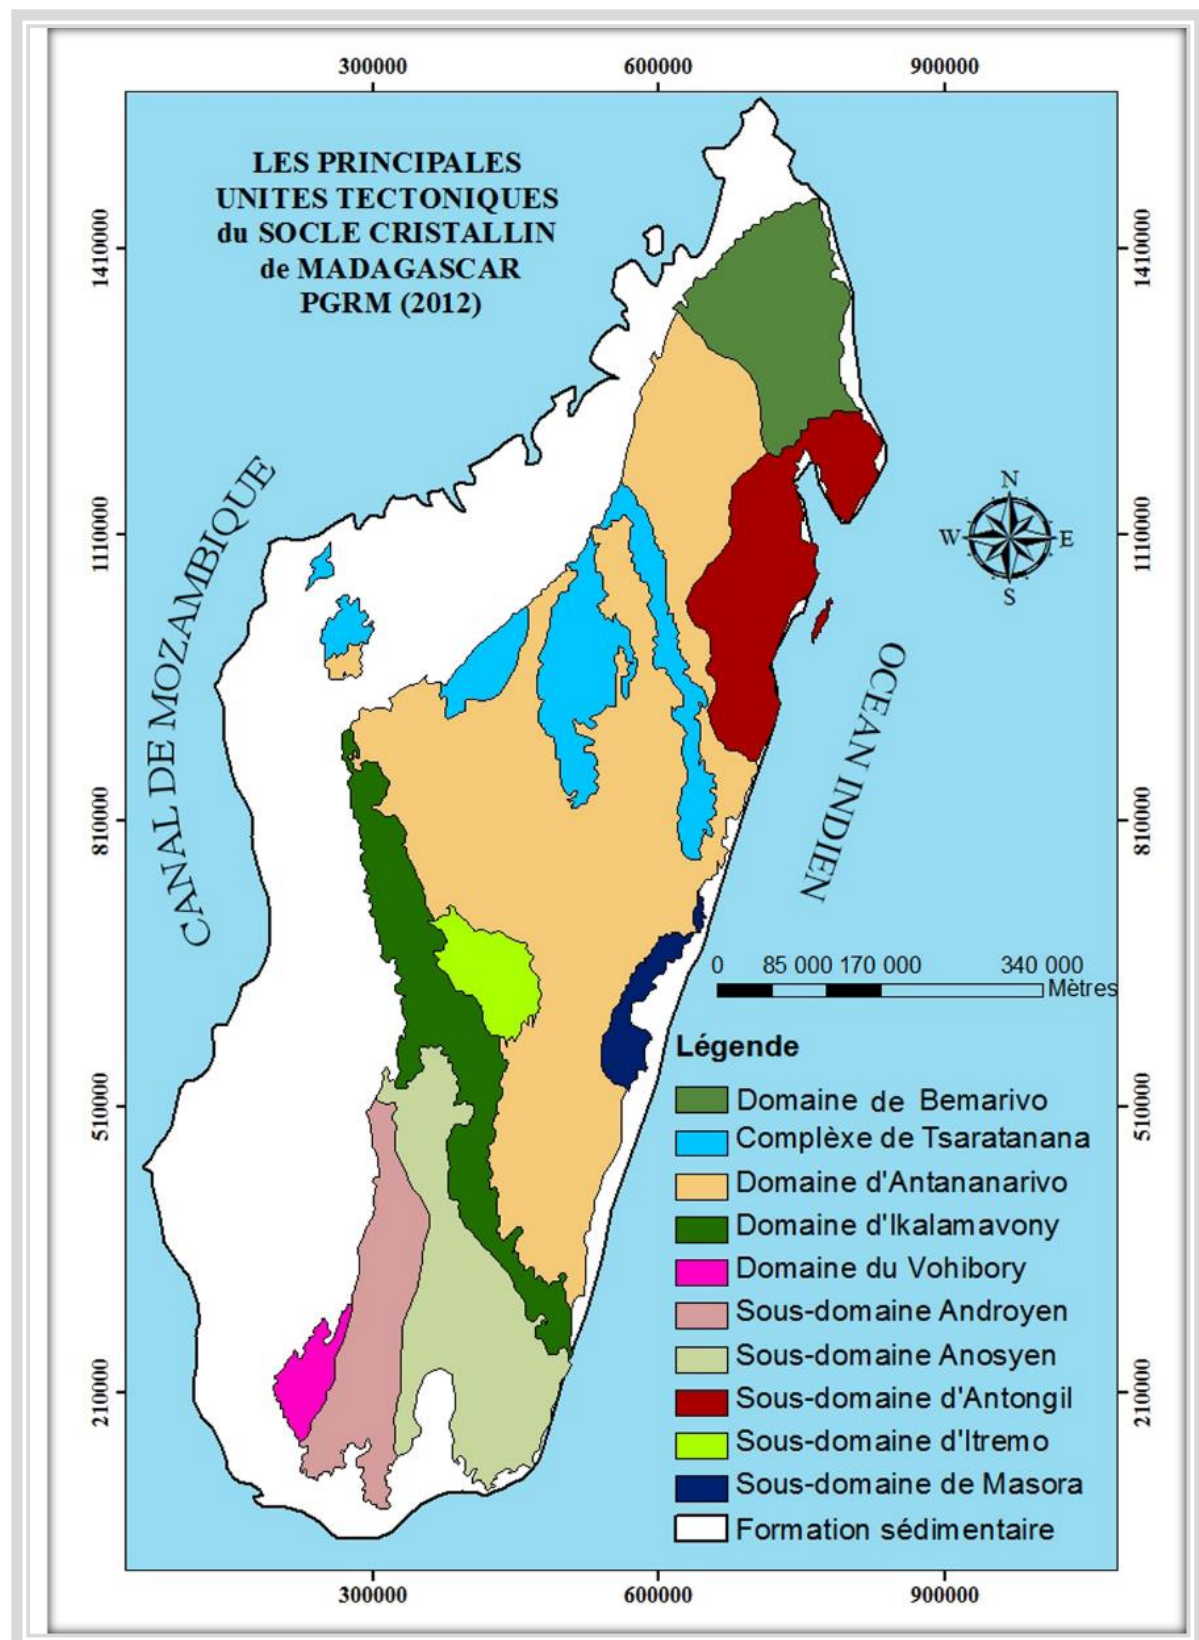 300000 600000 900000
LES PRINCIPALES
UNITES TECTONIQUES
du SOCLE CRISTALLIN
de MADAGASCAR
PGRM (2012)
1410000 1410000
CANAL DE MOZAMBIQUE
N
W E
S
1110000 1110000
OCEAN INDIEN
810000 810000
0 85 000 170 000 340 000
Mètres
Légende
Domaine de Bemarivo
510000 510000
Complèxe de Tsaratanana
Domaine d'Antananarivo
Domaine d'Ikalamavony
Domaine du Vohibory
Sous-domaine Androyen
Sous-domaine Anosyen
210000 210000
Sous-domaine d'Antongil
Sous-domaine d'Itremo
Sous-domaine de Masora
Formation sédimentaire
300000 600000 900000